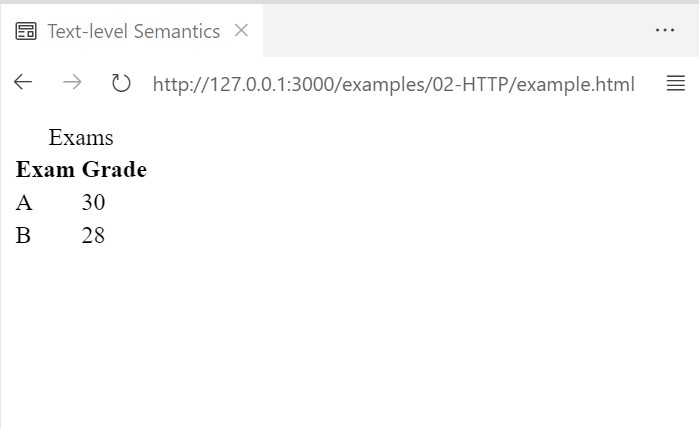 Text-level Semantics
http://127.0.0.1:3000/examples/02-HTTP/example.html
Exams
Exam Grade
A 30
B 28